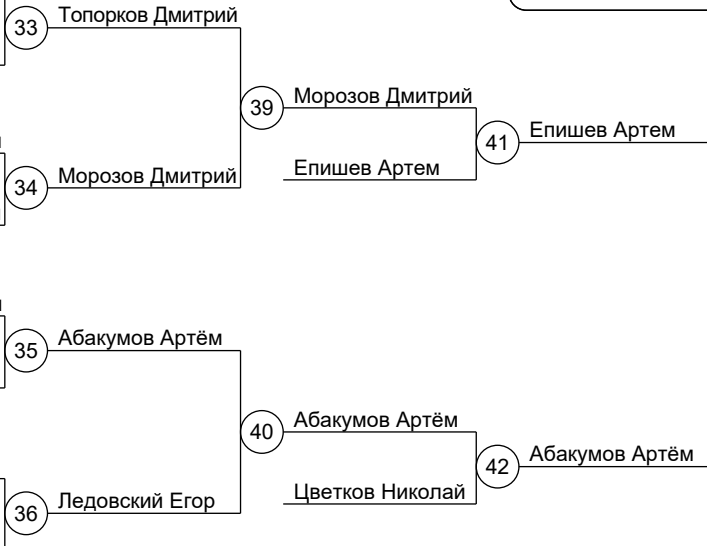 33 Топорков Дмитрий
39 Морозов Дмитрий
41 Епишев Артем
Епишев Артем
34 Морозов Дмитрий
35 Абакумов Артём
40 Абакумов Артём
42 Абакумов Артём
Цветков Николай
36 Ледовский Егор